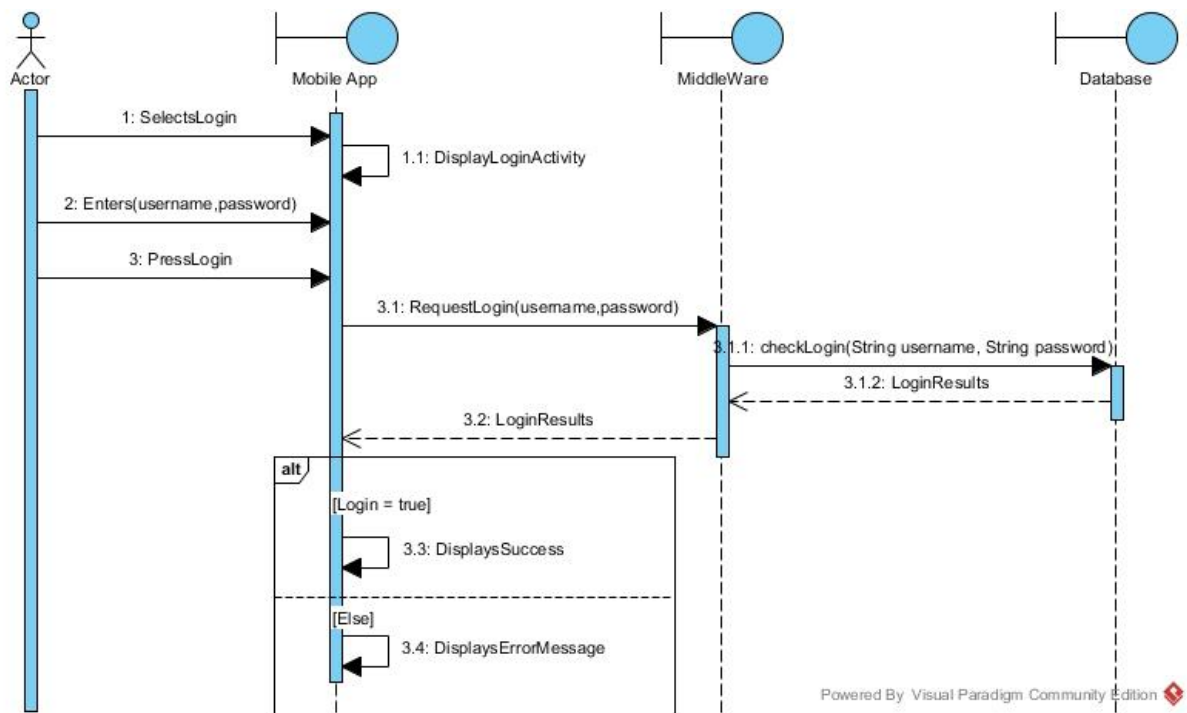 Actor
Mobile App
MiddleWare
Database
1: SelectsLogin
1.1: DisplayLoginActivity
2: Enters(username,password)
3: PressLogin
3.1: RequestLogin(username,password)
3.1.1: checkLogin(String username, String password)
3.1.2: LoginResults
3.2: LoginResults
alt
[Login = true]
3.3: DisplaysSuccess
[Else]
3.4: DisplaysErrorMessage
Powered By Visual Paradigm Community Edition